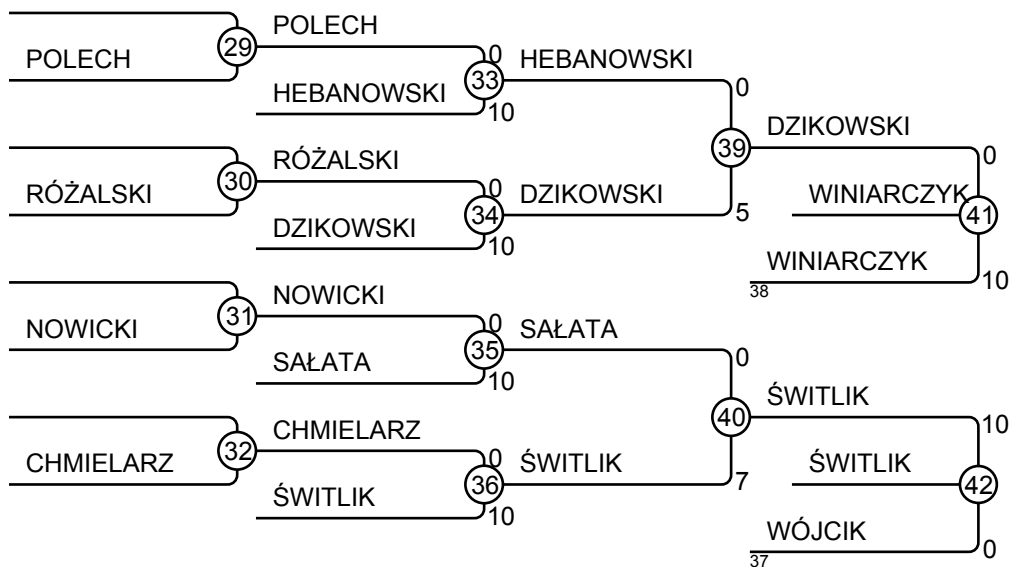 POLECH
29
POLECH
0
33
HEBANOWSKI
10
HEBANOWSKI
0
RÓŻALSKI
30
RÓŻALSKI
0
34
DZIKOWSKI
10
DZIKOWSKI
5
39
DZIKOWSKI
0
WINIARCZYK
41
WINIARCZYK
38
10
NOWICKI
31
NOWICKI
0
35
SAŁATA
10
SAŁATA
0
CHMIELARZ
32
CHMIELARZ
0
36
ŚWITLIK
10
ŚWITLIK
7
40
ŚWITLIK
10
ŚWITLIK
42
WÓJCIK
37
0